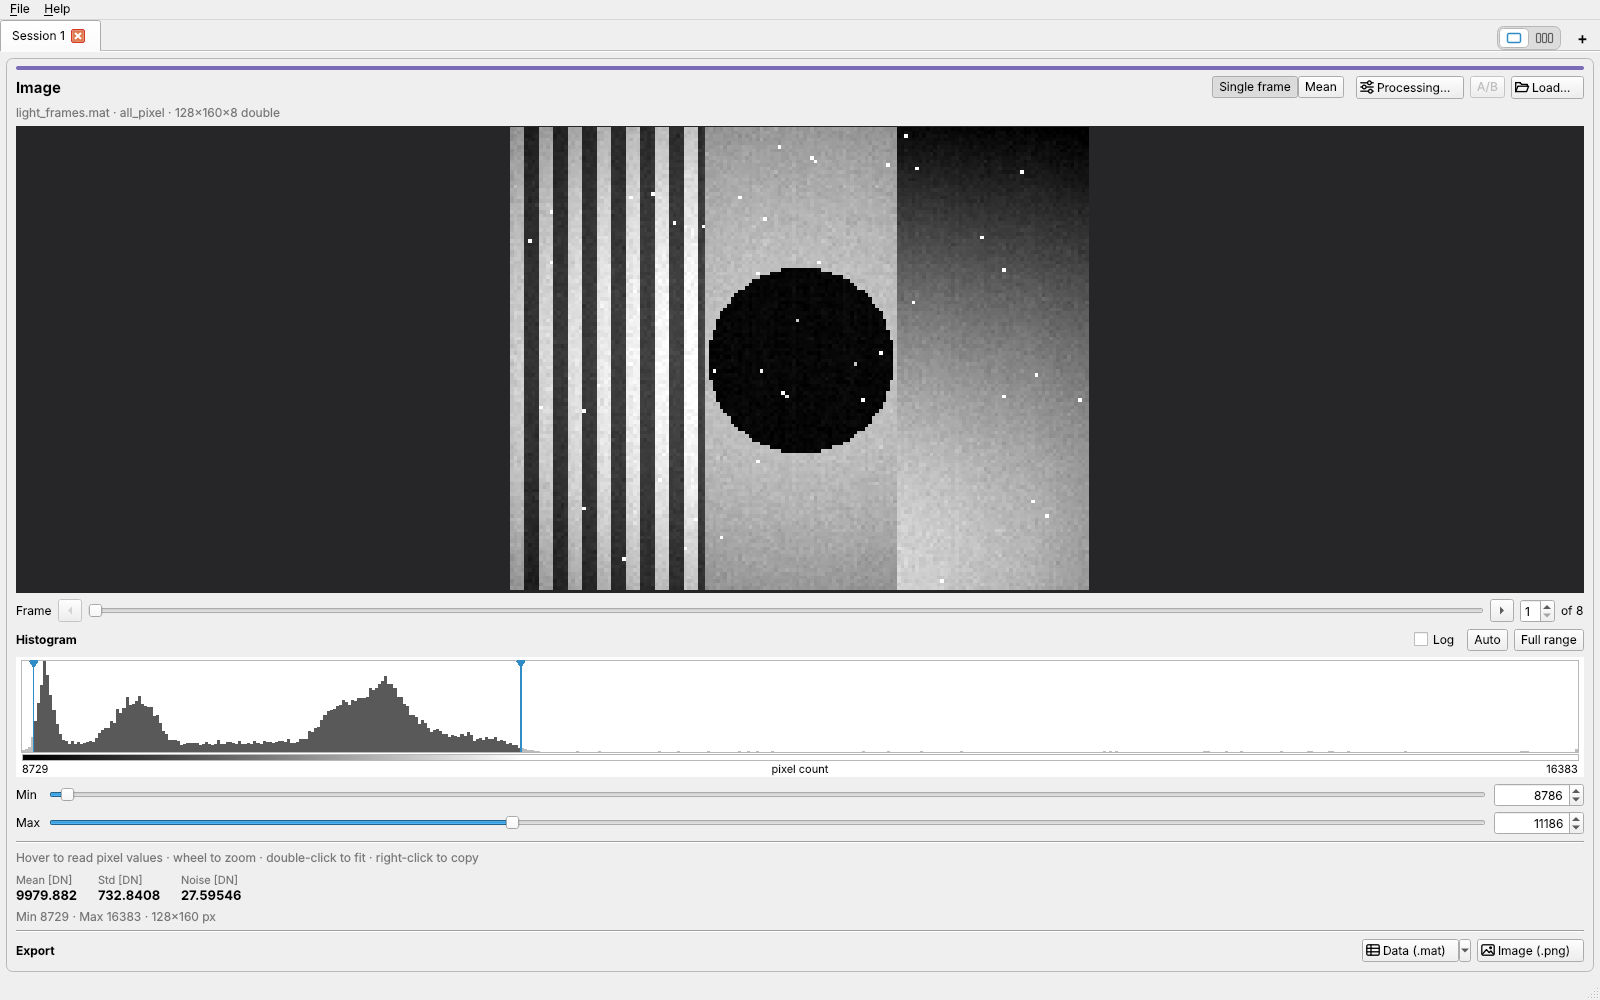 File Help
Session 1
+
Image
Single frame Mean Processing... A/B Load...
light_frames.mat · all_pixel · 128×160×8 double
Frame 1 of 8
Histogram
Log Auto Full range
8729 pixel count 16383
Min 8786
Max 11186
Hover to read pixel values · wheel to zoom · double-click to fit · right-click to copy
Mean [DN] Std [DN] Noise [DN]
9979.882 732.8408 27.59546
Min 8729 · Max 16383 · 128×160 px
Export Data (.mat) Image (.png)